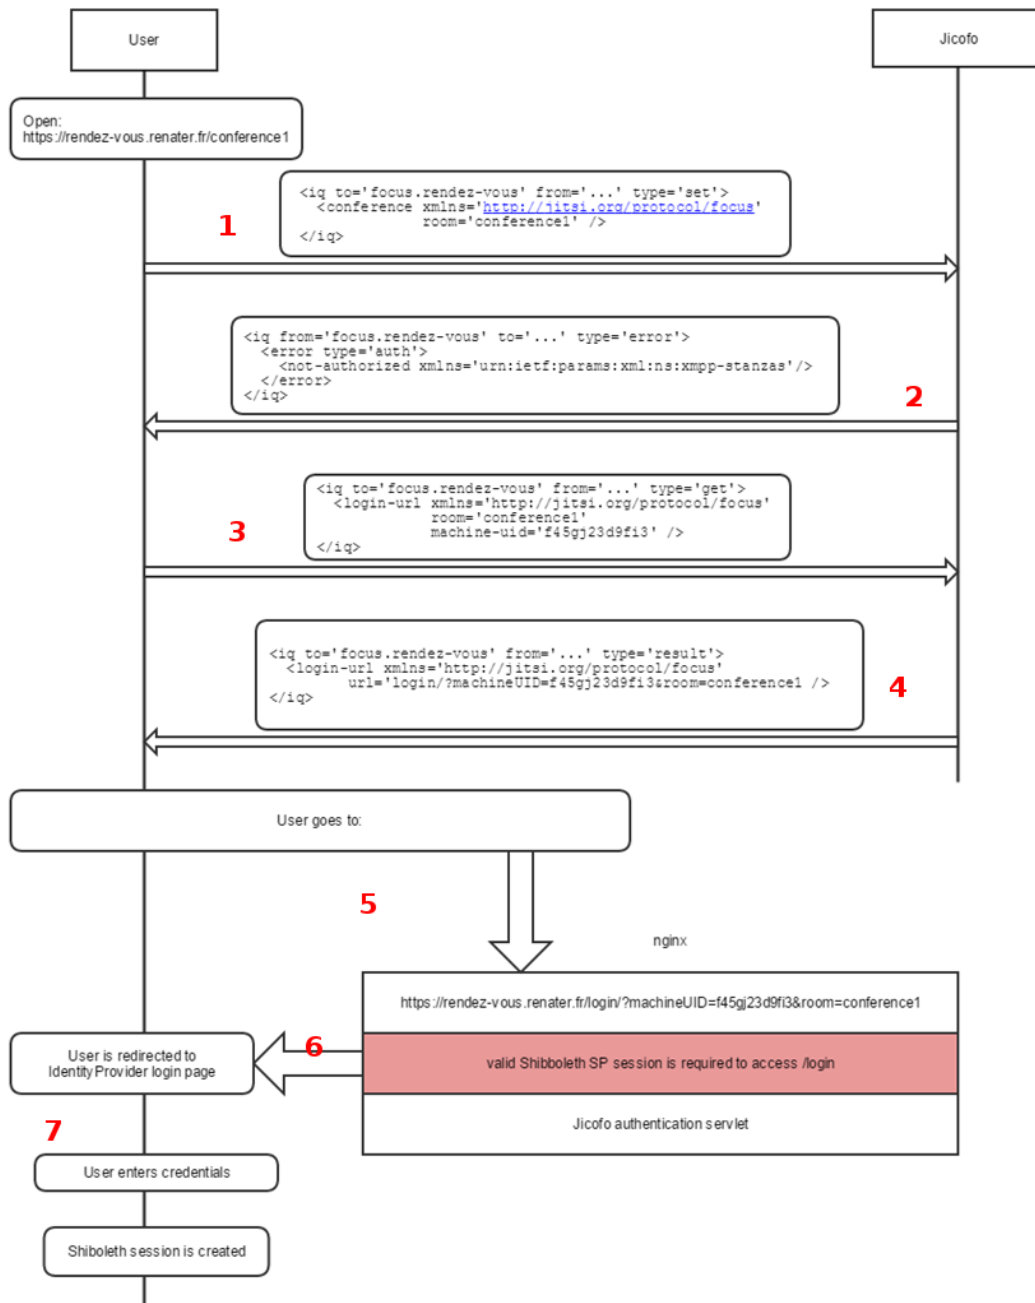 User
Jicofo
Open:
https://rendez-vous.renater.fr/conference1
<iq to='focus.rendez-vous' from='...' type='set'>
<conference xmlns='http://jitsi.org/protocol/focus'
room='conference1' />
</iq>
1
<iq from='focus.rendez-vous' to='...' type='error'>
<error type='auth'>
<not-authorized xmlns='urn:ietf:params:xml:ns:xmpp-stanzas'/>
</error>
</iq>
2
<iq to='focus.rendez-vous' from='...' type='get'>
<login-url xmlns='http://jitsi.org/protocol/focus'
room='conference1'
machine-uid='f45gj23d9fi3' />
</iq>
3
<iq to='focus.rendez-vous' from='...' type='result'>
<login-url xmlns='http://jitsi.org/protocol/focus'
url='login/?machineUID=f45gj23d9fi3&room=conference1 />
</iq>
4
User goes to:
5
nginx
https://rendez-vous.renater.fr/login/?machineUID=f45gj23d9fi3&room=conference1
6
User is redirected to
IdentityProvider login page
valid Shibboleth SP session is required to access /login
Jicofo authentication servlet
7
User enters credentials
Shiboleth session is created